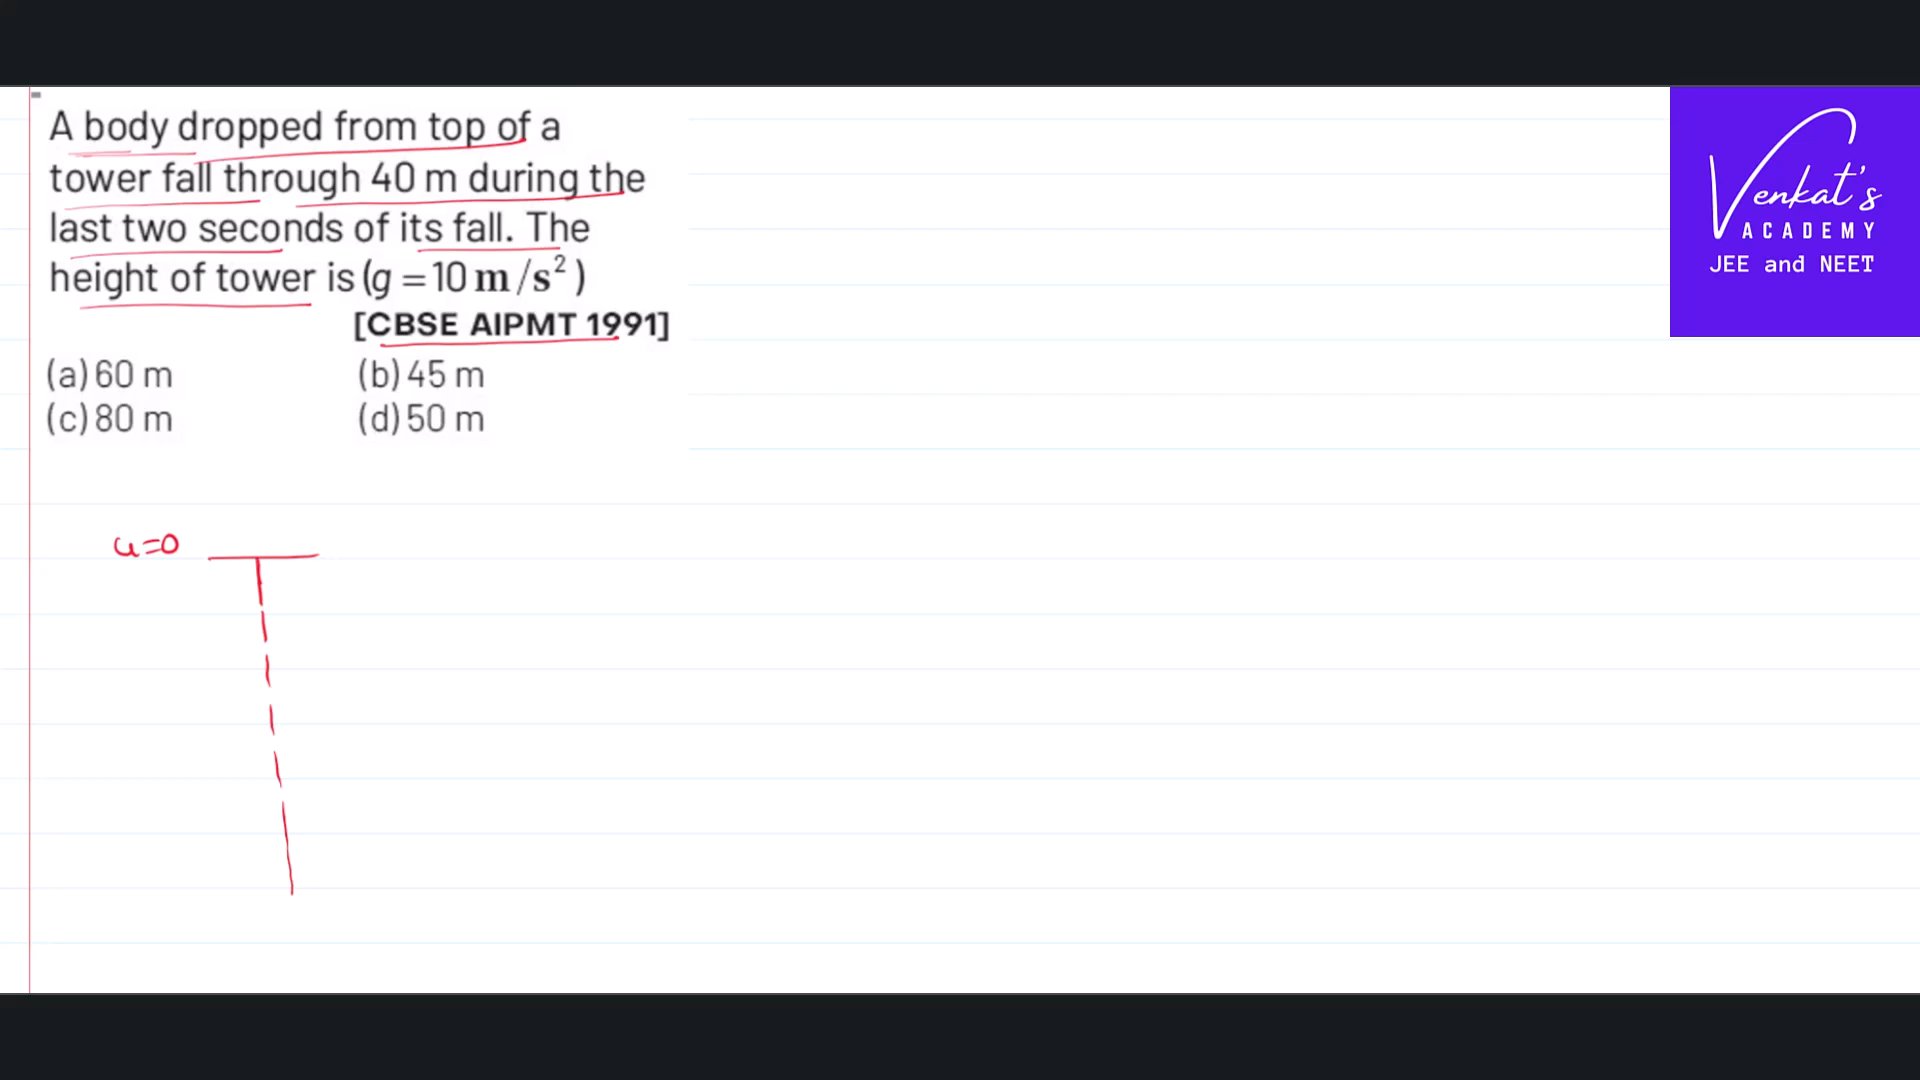 A body dropped from top of a
tower fall through 40 m during the
last two seconds of its fall. The
height of tower is (g = 10 m/s² )
[CBSE AIPMT 1991]
(a) 60 m (b) 45 m
(c) 80 m (d) 50 m
u=0
Venkat's
ACADEMY
JEE and NEET